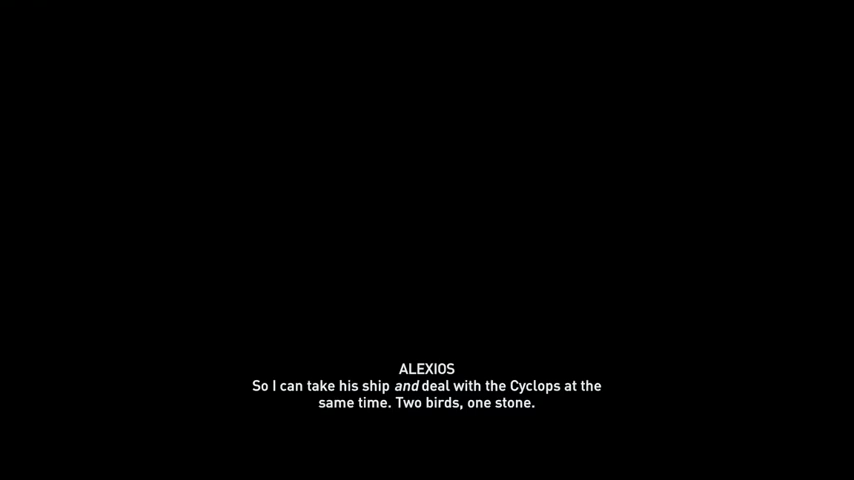 ALEXIOS
So I can take his ship and deal with the Cyclops at the
same time. Two birds, one stone.